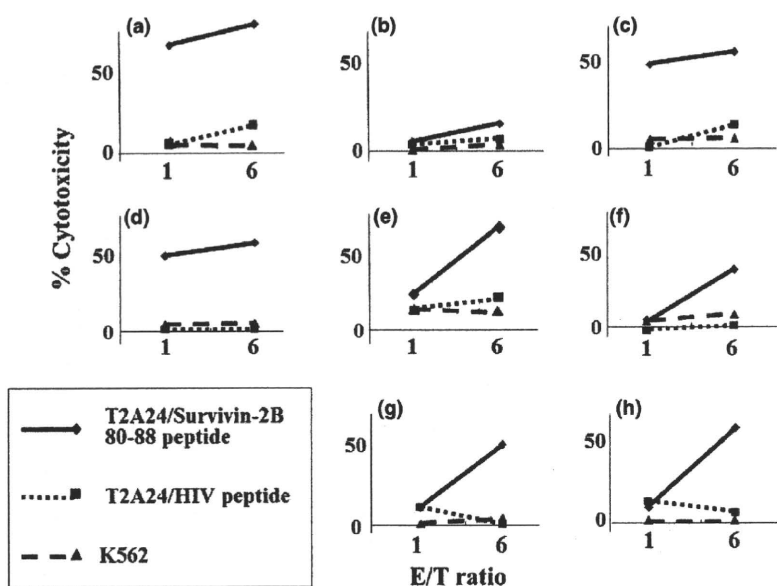 (a)
(b)
(c)
50
50
50
0
0
0
1 6
1 6
1 6
% Cytotoxicity
(d)
(e)
(f)
50
50
50
0
0
0
1 6
1 6
1 6
T2A24/Survivin-2B
80-88 peptide
T2A24/HIV peptide
K562
(g)
(h)
50
50
0
0
1 6
1 6
E/T ratio